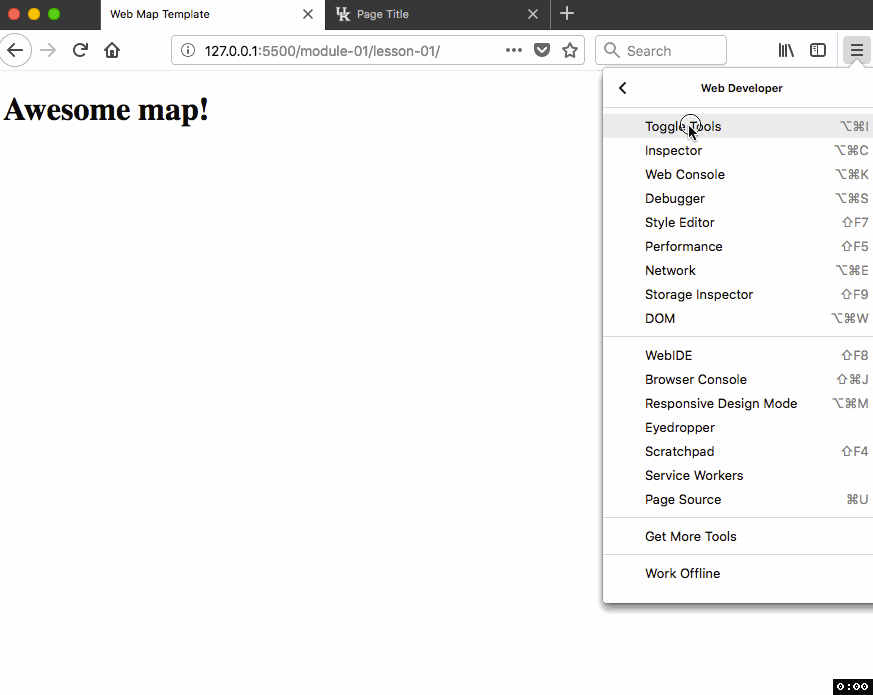 Web Map Template
Page Title
127.0.0.1:5500/module-01/lesson-01/
Search
Awesome map!
Web Developer
Toggle Tools ⌥⌘I
Inspector ⌥⌘C
Web Console ⌥⌘K
Debugger ⌥⌘S
Style Editor ⇧F7
Performance ⇧F5
Network ⌥⌘E
Storage Inspector ⇧F9
DOM ⌥⌘W
WebIDE ⇧F8
Browser Console ⇧⌘J
Responsive Design Mode ⌥⌘M
Eyedropper
Scratchpad ⇧F4
Service Workers
Page Source ⌘U
Get More Tools
Work Offline
0:00